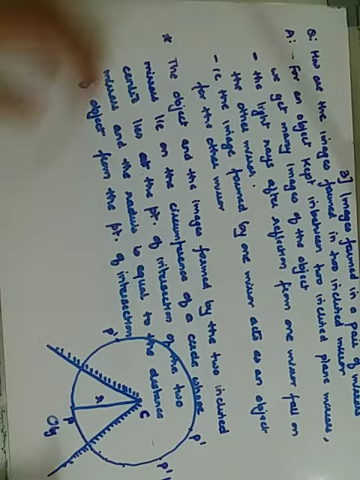 3] Images formed in a pair of mirrors
Q: How are the images formed in two inclined mirror
A: - For an object kept inbetween two inclined plane mirrors,
we get many images of the object
- the light rays after reflection from one mirror fall on
the other mirror.
- ie the image formed by one mirror acts as an object
for the other mirror
* The object and the images formed by the two inclined
mirrors lie on the circumference of a circle whose
centre lies at the pt. of intersection of the two
mirrors and the radius is equal to the distance
object from the pt. of intersection
P'
C
P'
P"
r
P